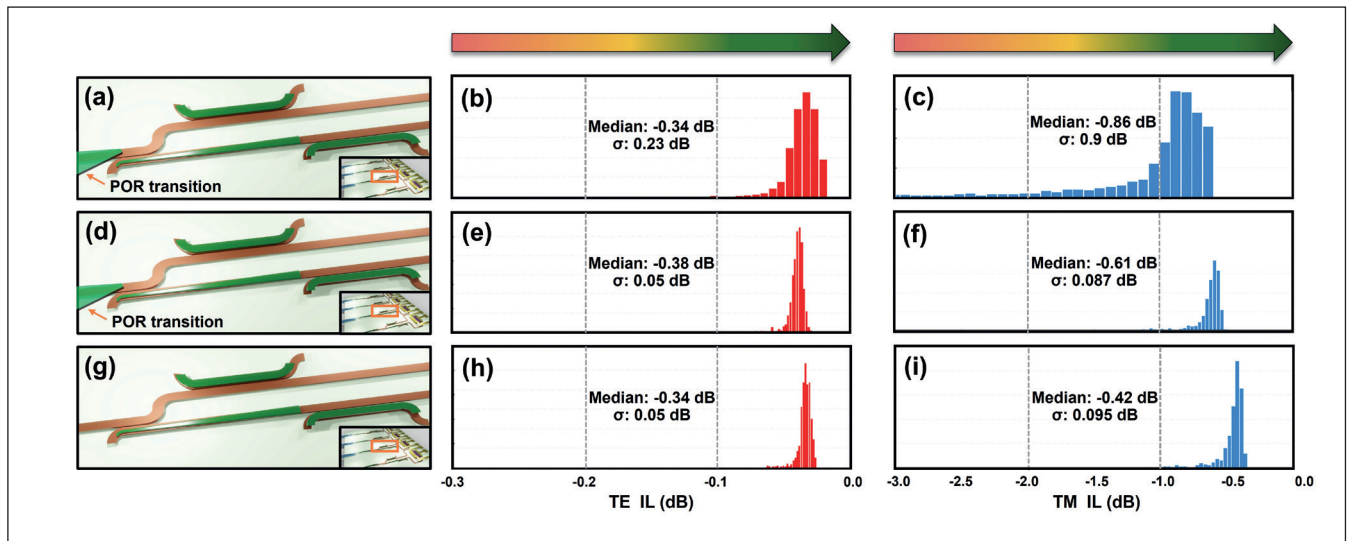 (a)
POR transition
(b)
Median: -0.34 dB
σ: 0.23 dB
(c)
Median: -0.86 dB
σ: 0.9 dB
(d)
POR transition
(e)
Median: -0.38 dB
σ: 0.05 dB
(f)
Median: -0.61 dB
σ: 0.087 dB
(g)
(h)
Median: -0.34 dB
σ: 0.05 dB
(i)
Median: -0.42 dB
σ: 0.095 dB
-0.3 -0.2 -0.1 0.0
TE IL (dB)
-3.0 -2.5 -2.0 -1.5 -1.0 -0.5 0.0
TM IL (dB)